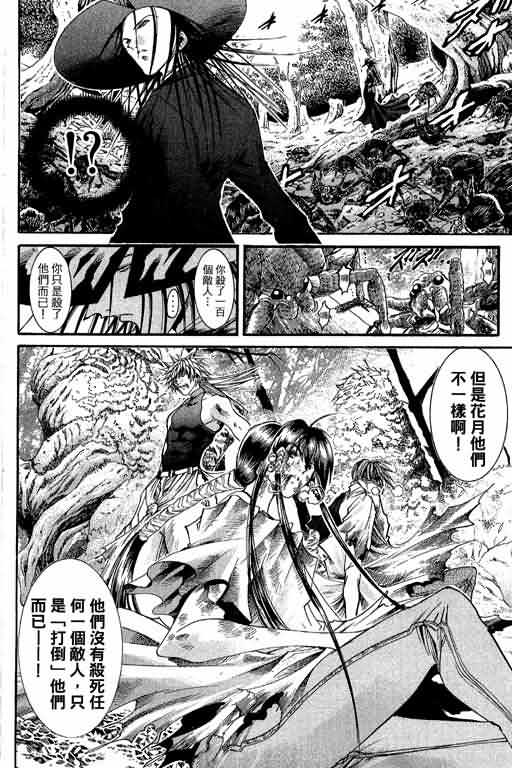 !?
你殺了一百
個敵人…
…
你只是殺了
他們而已！
但是花月他們
不一樣啊！
他們沒有殺死任
何一個敵人，只
是「打倒」他們
而已——！